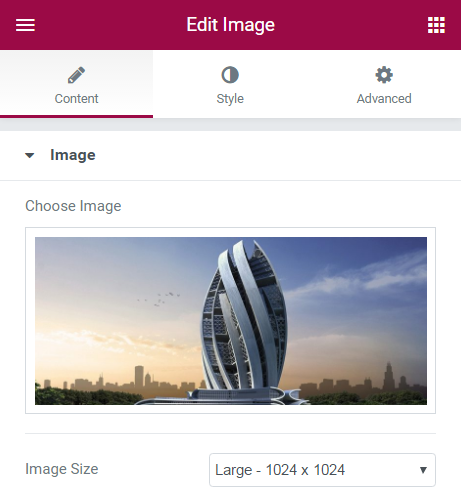 Edit Image
Content Style Advanced
Image
Choose Image
Image Size Large - 1024 x 1024